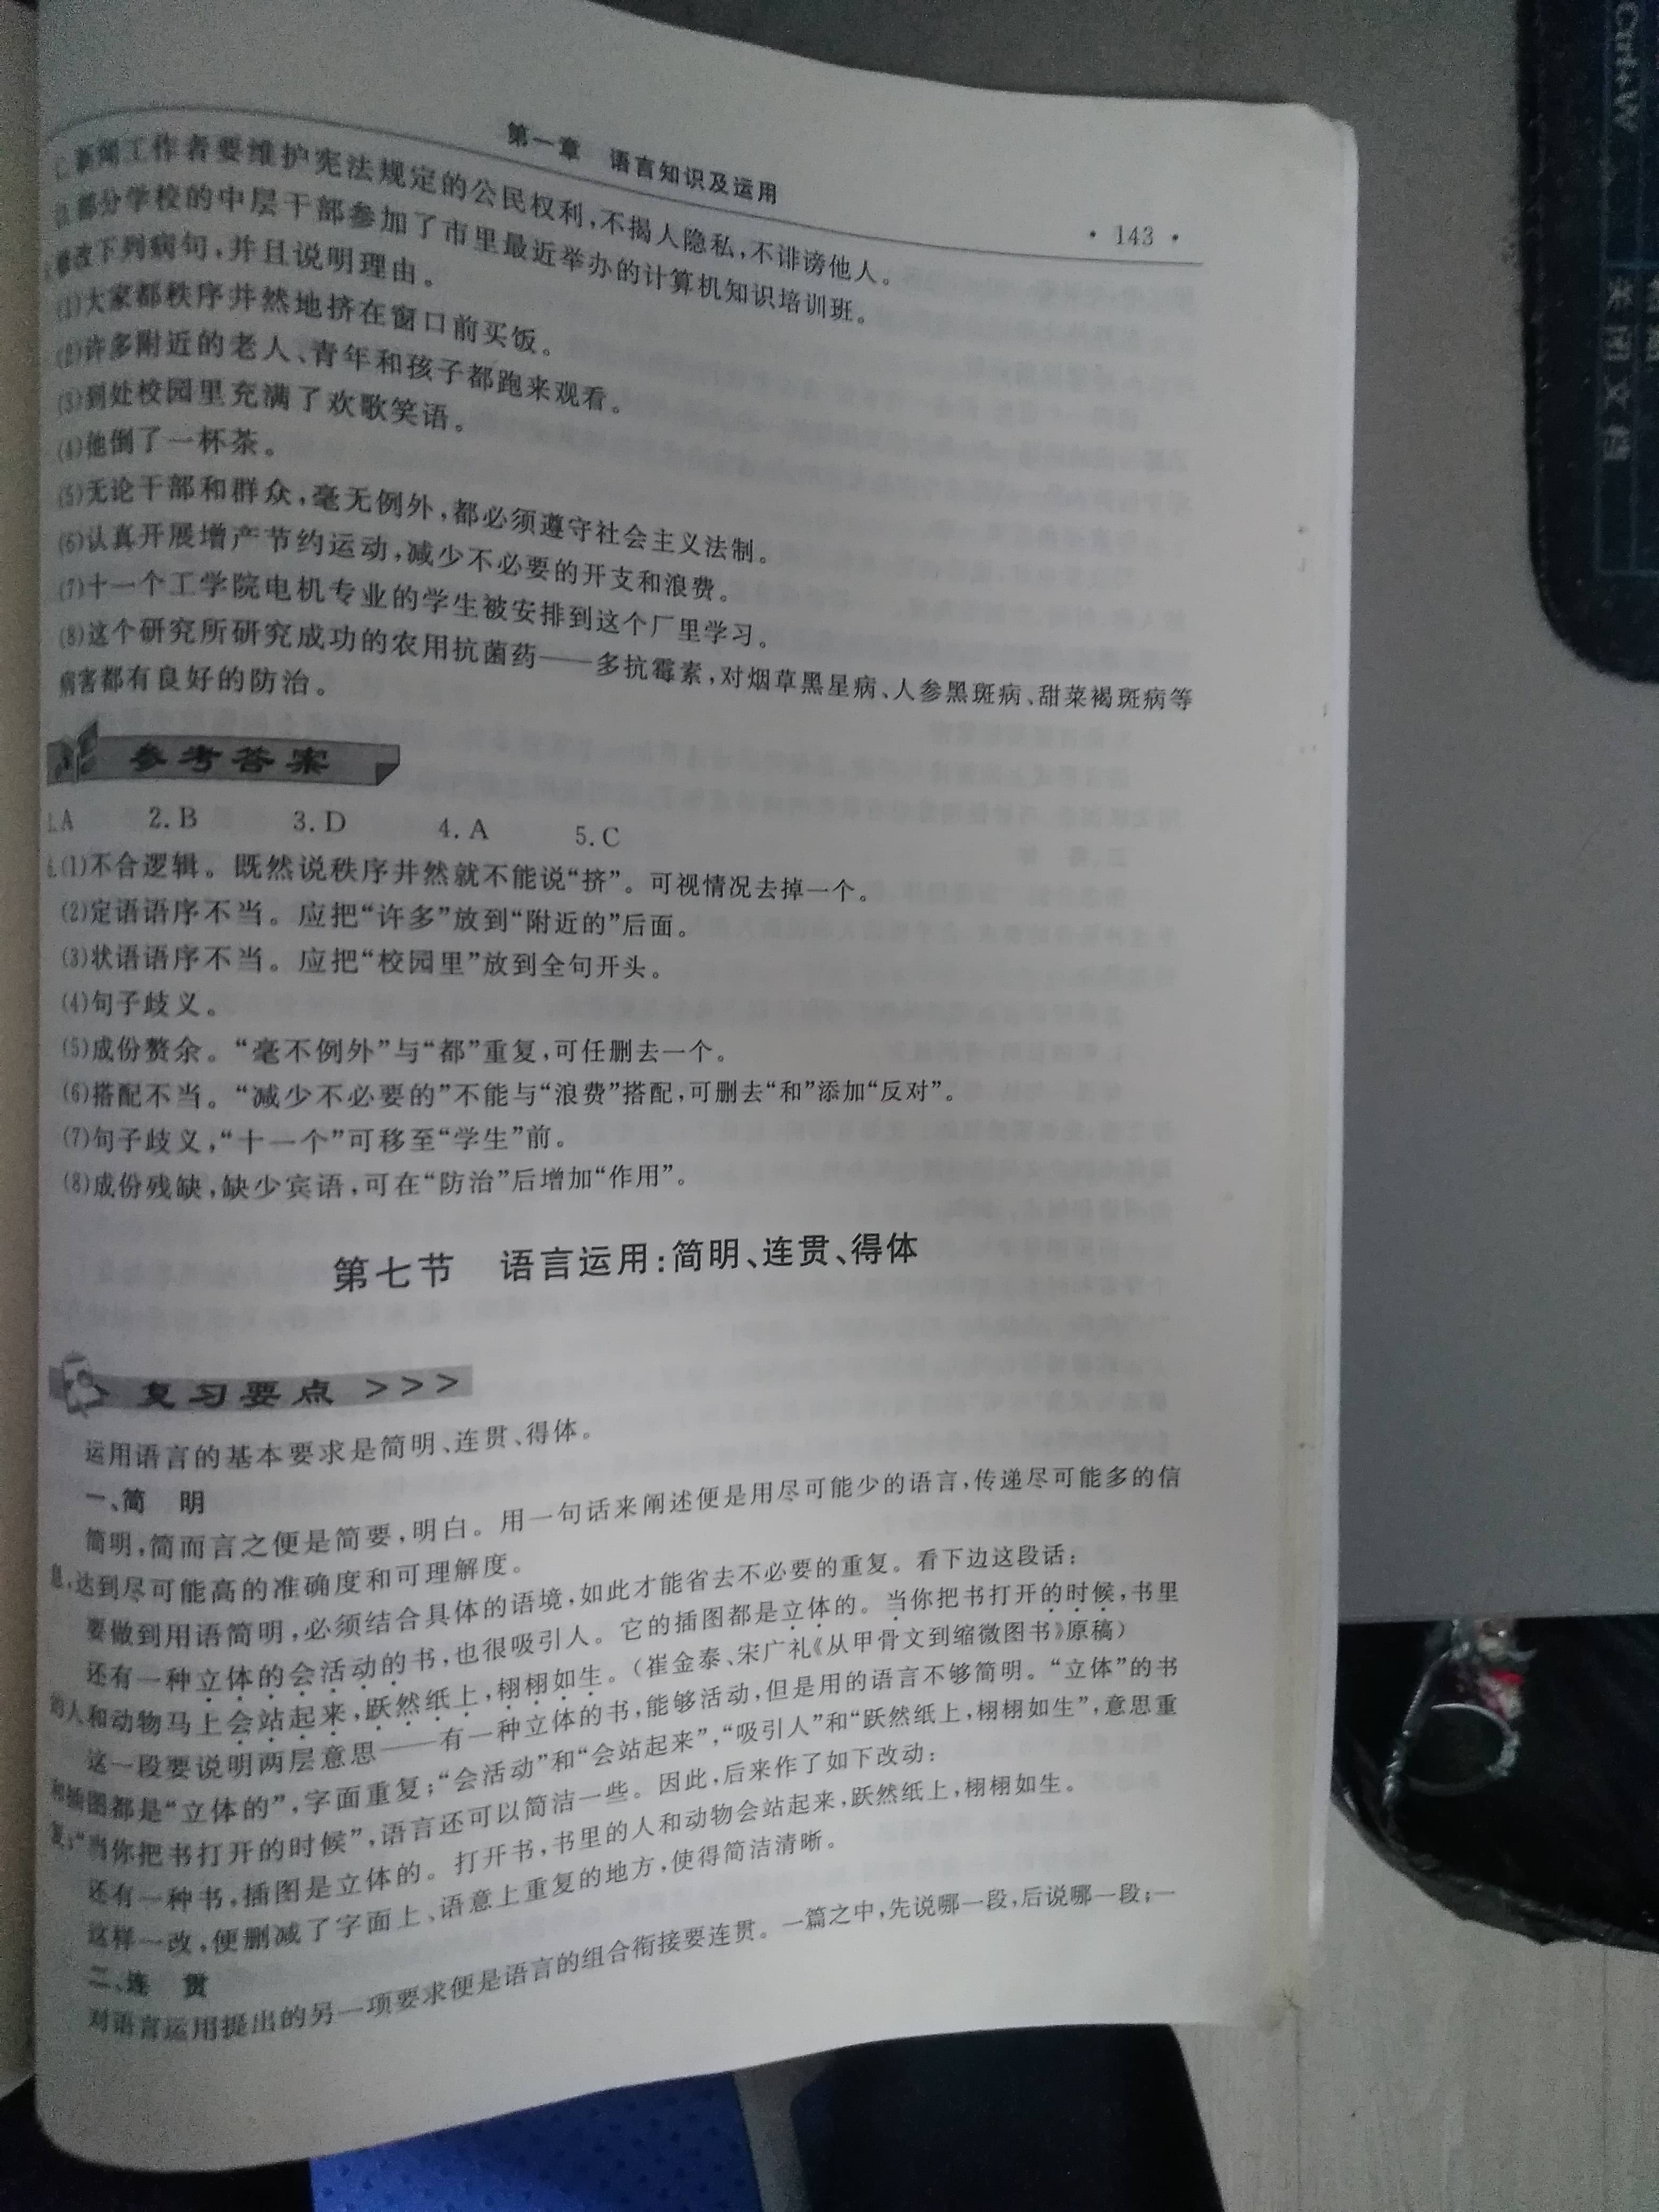 第一章 语言知识及运用
· 143 ·
C.新闻工作者要维护宪法规定的公民权利,不揭人隐私,不诽谤他人。
D.部分学校的中层干部参加了市里最近举办的计算机知识培训班。
6.修改下列病句,并且说明理由。
(1)大家都秩序井然地挤在窗口前买饭。
(2)许多附近的老人、青年和孩子都跑来观看。
(3)到处校园里充满了欢歌笑语。
(4)他倒了一杯茶。
(5)无论干部和群众,毫无例外,都必须遵守社会主义法制。
(6)认真开展增产节约运动,减少不必要的开支和浪费。
(7)十一个工学院电机专业的学生被安排到这个厂里学习。
(8)这个研究所研究成功的农用抗菌药——多抗霉素,对烟草黑星病、人参黑斑病、甜菜褐斑病等
病害都有良好的防治。
参考答案
1.A 2.B 3.D 4.A 5.C
6.(1)不合逻辑。既然说秩序井然就不能说“挤”。可视情况去掉一个。
(2)定语语序不当。应把“许多”放到“附近的”后面。
(3)状语语序不当。应把“校园里”放到全句开头。
(4)句子歧义。
(5)成份赘余。“毫不例外”与“都”重复,可任删去一个。
(6)搭配不当。“减少不必要的”不能与“浪费”搭配,可删去“和”添加“反对”。
(7)句子歧义,“十一个”可移至“学生”前。
(8)成份残缺,缺少宾语,可在“防治”后增加“作用”。
第七节 语言运用:简明、连贯、得体
复习要点 >>>
运用语言的基本要求是简明、连贯、得体。
一、简 明
简明,简而言之便是简要,明白。用一句话来阐述便是用尽可能少的语言,传递尽可能多的信
息,达到尽可能高的准确度和可理解度。
要做到用语简明,必须结合具体的语境,如此才能省去不必要的重复。看下边这段话:
还有一种立体的会活动的书,也很吸引人。它的插图都是立体的。当你把书打开的时候,书里
的人和动物马上会站起来,跃然纸上,栩栩如生。(崔金泰、宋广礼《从甲骨文到缩微图书》原稿)
这一段要说明两层意思——有一种立体的书,能够活动,但是用的语言不够简明。“立体”的书
和插图都是“立体的”,字面重复;“会活动”和“会站起来”,“吸引人”和“跃然纸上,栩栩如生”,意思重
复;“当你把书打开的时候”,语言还可以简洁一些。因此,后来作了如下改动:
还有一种书,插图是立体的。打开书,书里的人和动物会站起来,跃然纸上,栩栩如生。
这样一改,便删减了字面上、语意上重复的地方,使得简洁清晰。
二、连 贯
对语言运用提出的另一项要求便是语言的组合衔接要连贯。一篇之中,先说哪一段,后说哪一段;一
Ctrl+W
关闭文档